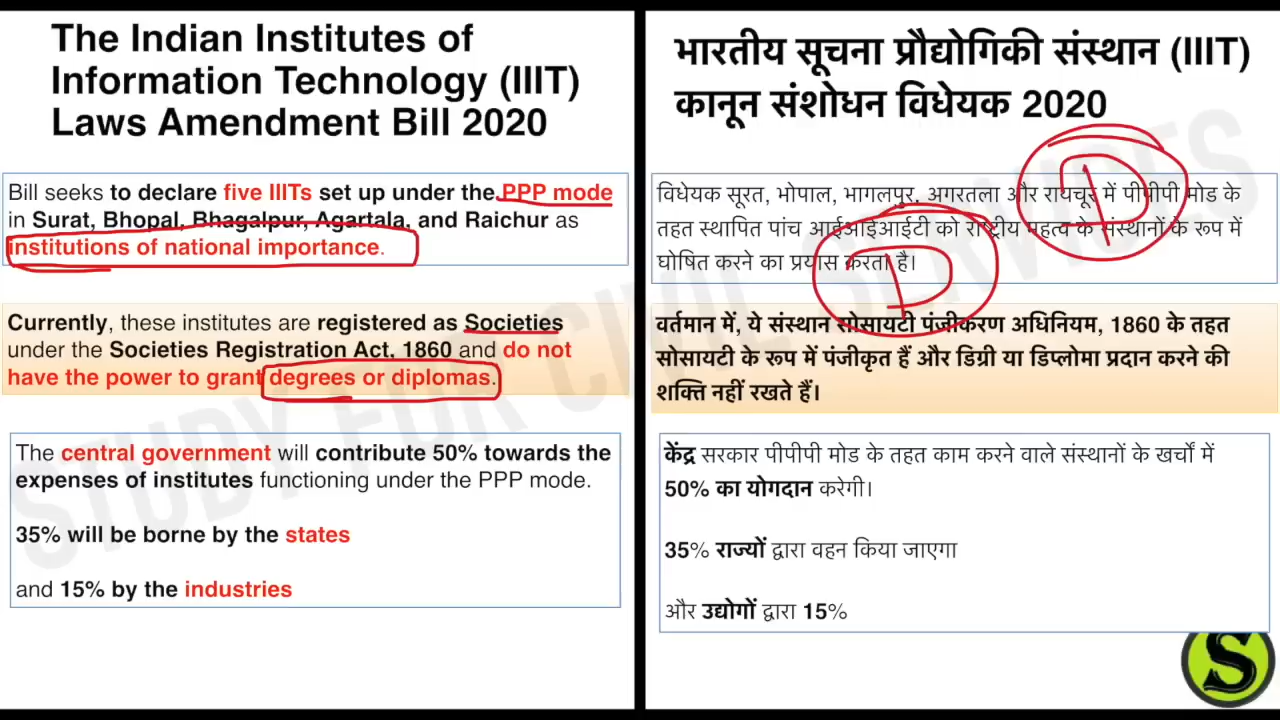 The Indian Institutes of
Information Technology (IIIT)
Laws Amendment Bill 2020
Bill seeks to declare five IIITs set up under the PPP mode
in Surat, Bhopal, Bhagalpur, Agartala, and Raichur as
institutions of national importance.
Currently, these institutes are registered as Societies
under the Societies Registration Act, 1860 and do not
have the power to grant degrees or diplomas.
The central government will contribute 50% towards the
expenses of institutes functioning under the PPP mode.
35% will be borne by the states
and 15% by the industries
भारतीय सूचना प्रौद्योगिकी संस्थान (IIIT)
कानून संशोधन विधेयक 2020
विधेयक सूरत, भोपाल, भागलपुर, अगरतला और रायचूर में पीपीपी मोड के
तहत स्थापित पांच आईआईआईटी को राष्ट्रीय महत्व के संस्थानों के रूप में
घोषित करने का प्रयास करता है।
D
D
वर्तमान में, ये संस्थान सोसायटी पंजीकरण अधिनियम, 1860 के तहत
सोसायटी के रूप में पंजीकृत हैं और डिग्री या डिप्लोमा प्रदान करने की
शक्ति नहीं रखते हैं।
केंद्र सरकार पीपीपी मोड के तहत काम करने वाले संस्थानों के खर्चों में
50% का योगदान करेगी।
35% राज्यों द्वारा वहन किया जाएगा
और उद्योगों द्वारा 15%
STUDY FOR CIVIL SERVICES
S